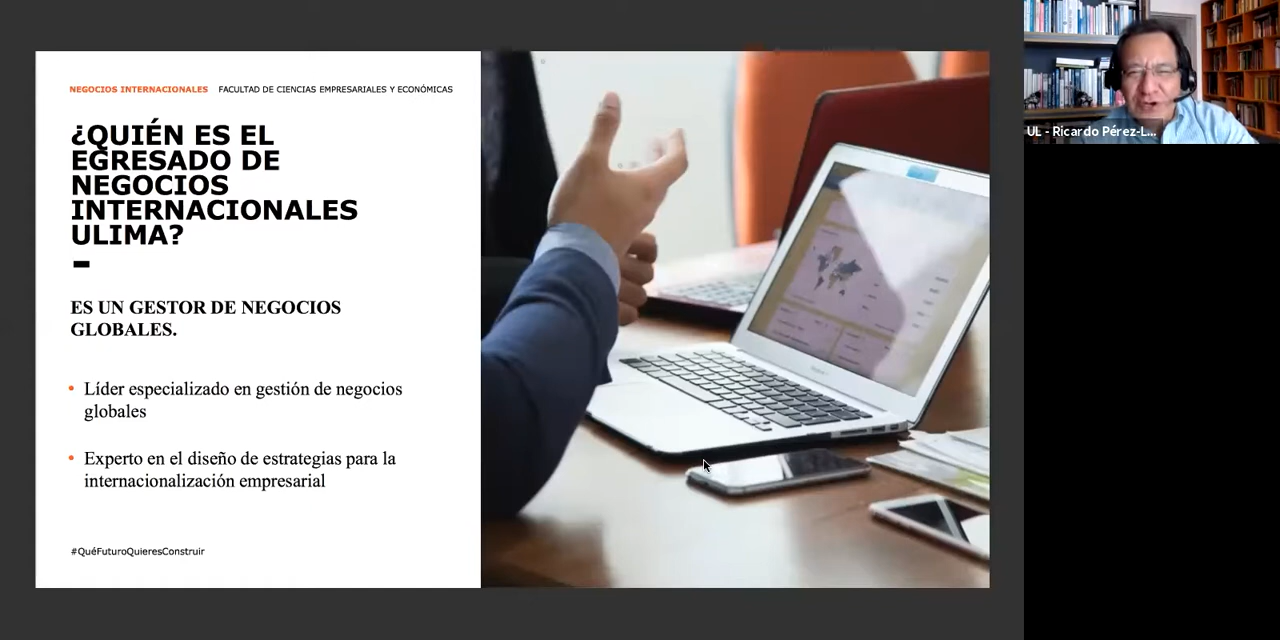 NEGOCIOS INTERNACIONALES FACULTAD DE CIENCIAS EMPRESARIALES Y ECONÓMICAS
¿QUIÉN ES EL
EGRESADO DE
NEGOCIOS
INTERNACIONALES
ULIMA?
ES UN GESTOR DE NEGOCIOS
GLOBALES.
• Líder especializado en gestión de negocios
globales
• Experto en el diseño de estrategias para la
internacionalización empresarial
#QuéFuturoQuieresConstruir
UL - Ricardo Pérez-L...